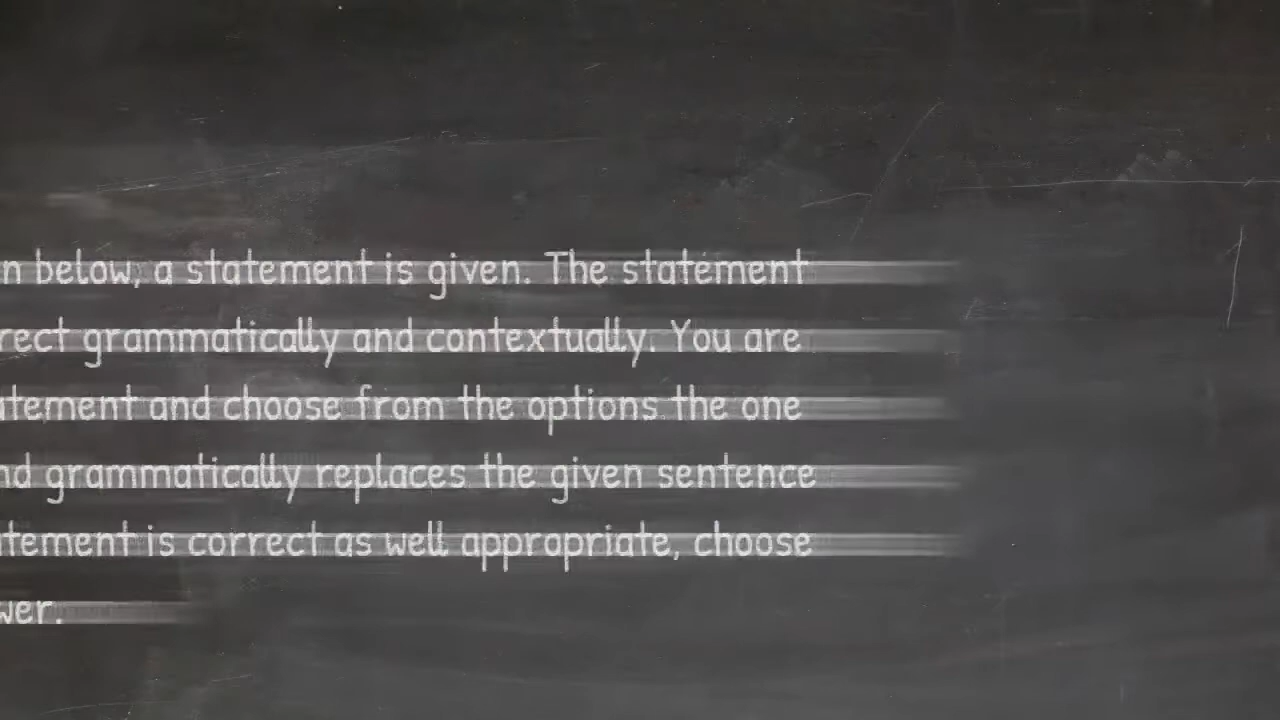 n below, a statement is given. The statement
rect grammatically and contextually. You are
atement and choose from the options the one
nd grammatically replaces the given sentence
atement is correct as well appropriate, choose
wer.